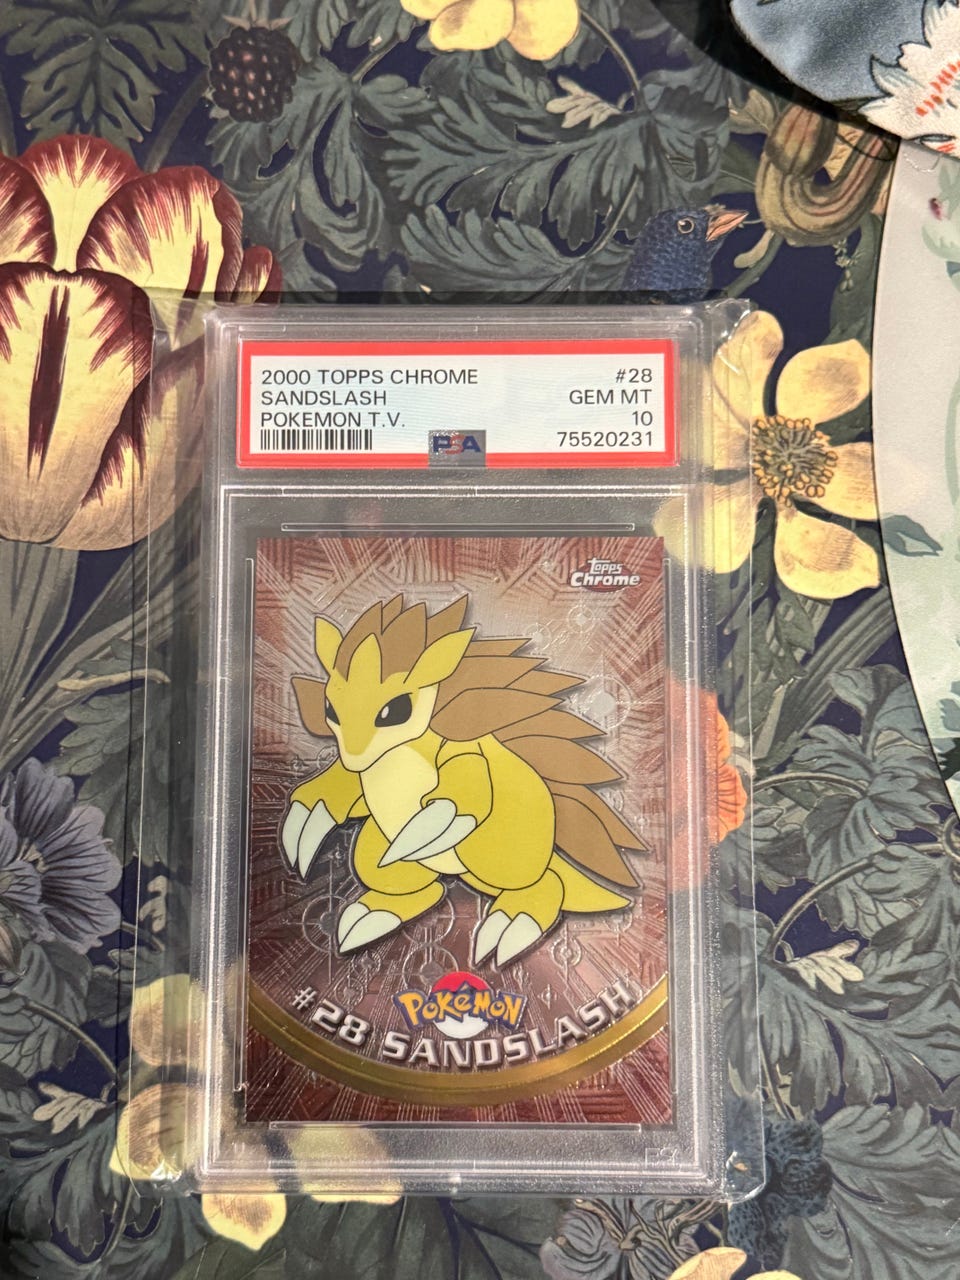 2000 TOPPS CHROME #28
SANDSLASH GEM MT
POKEMON T.V. 10
PSA 75520231
Topps
Chrome
POKéMON
#28 SANDSLASH